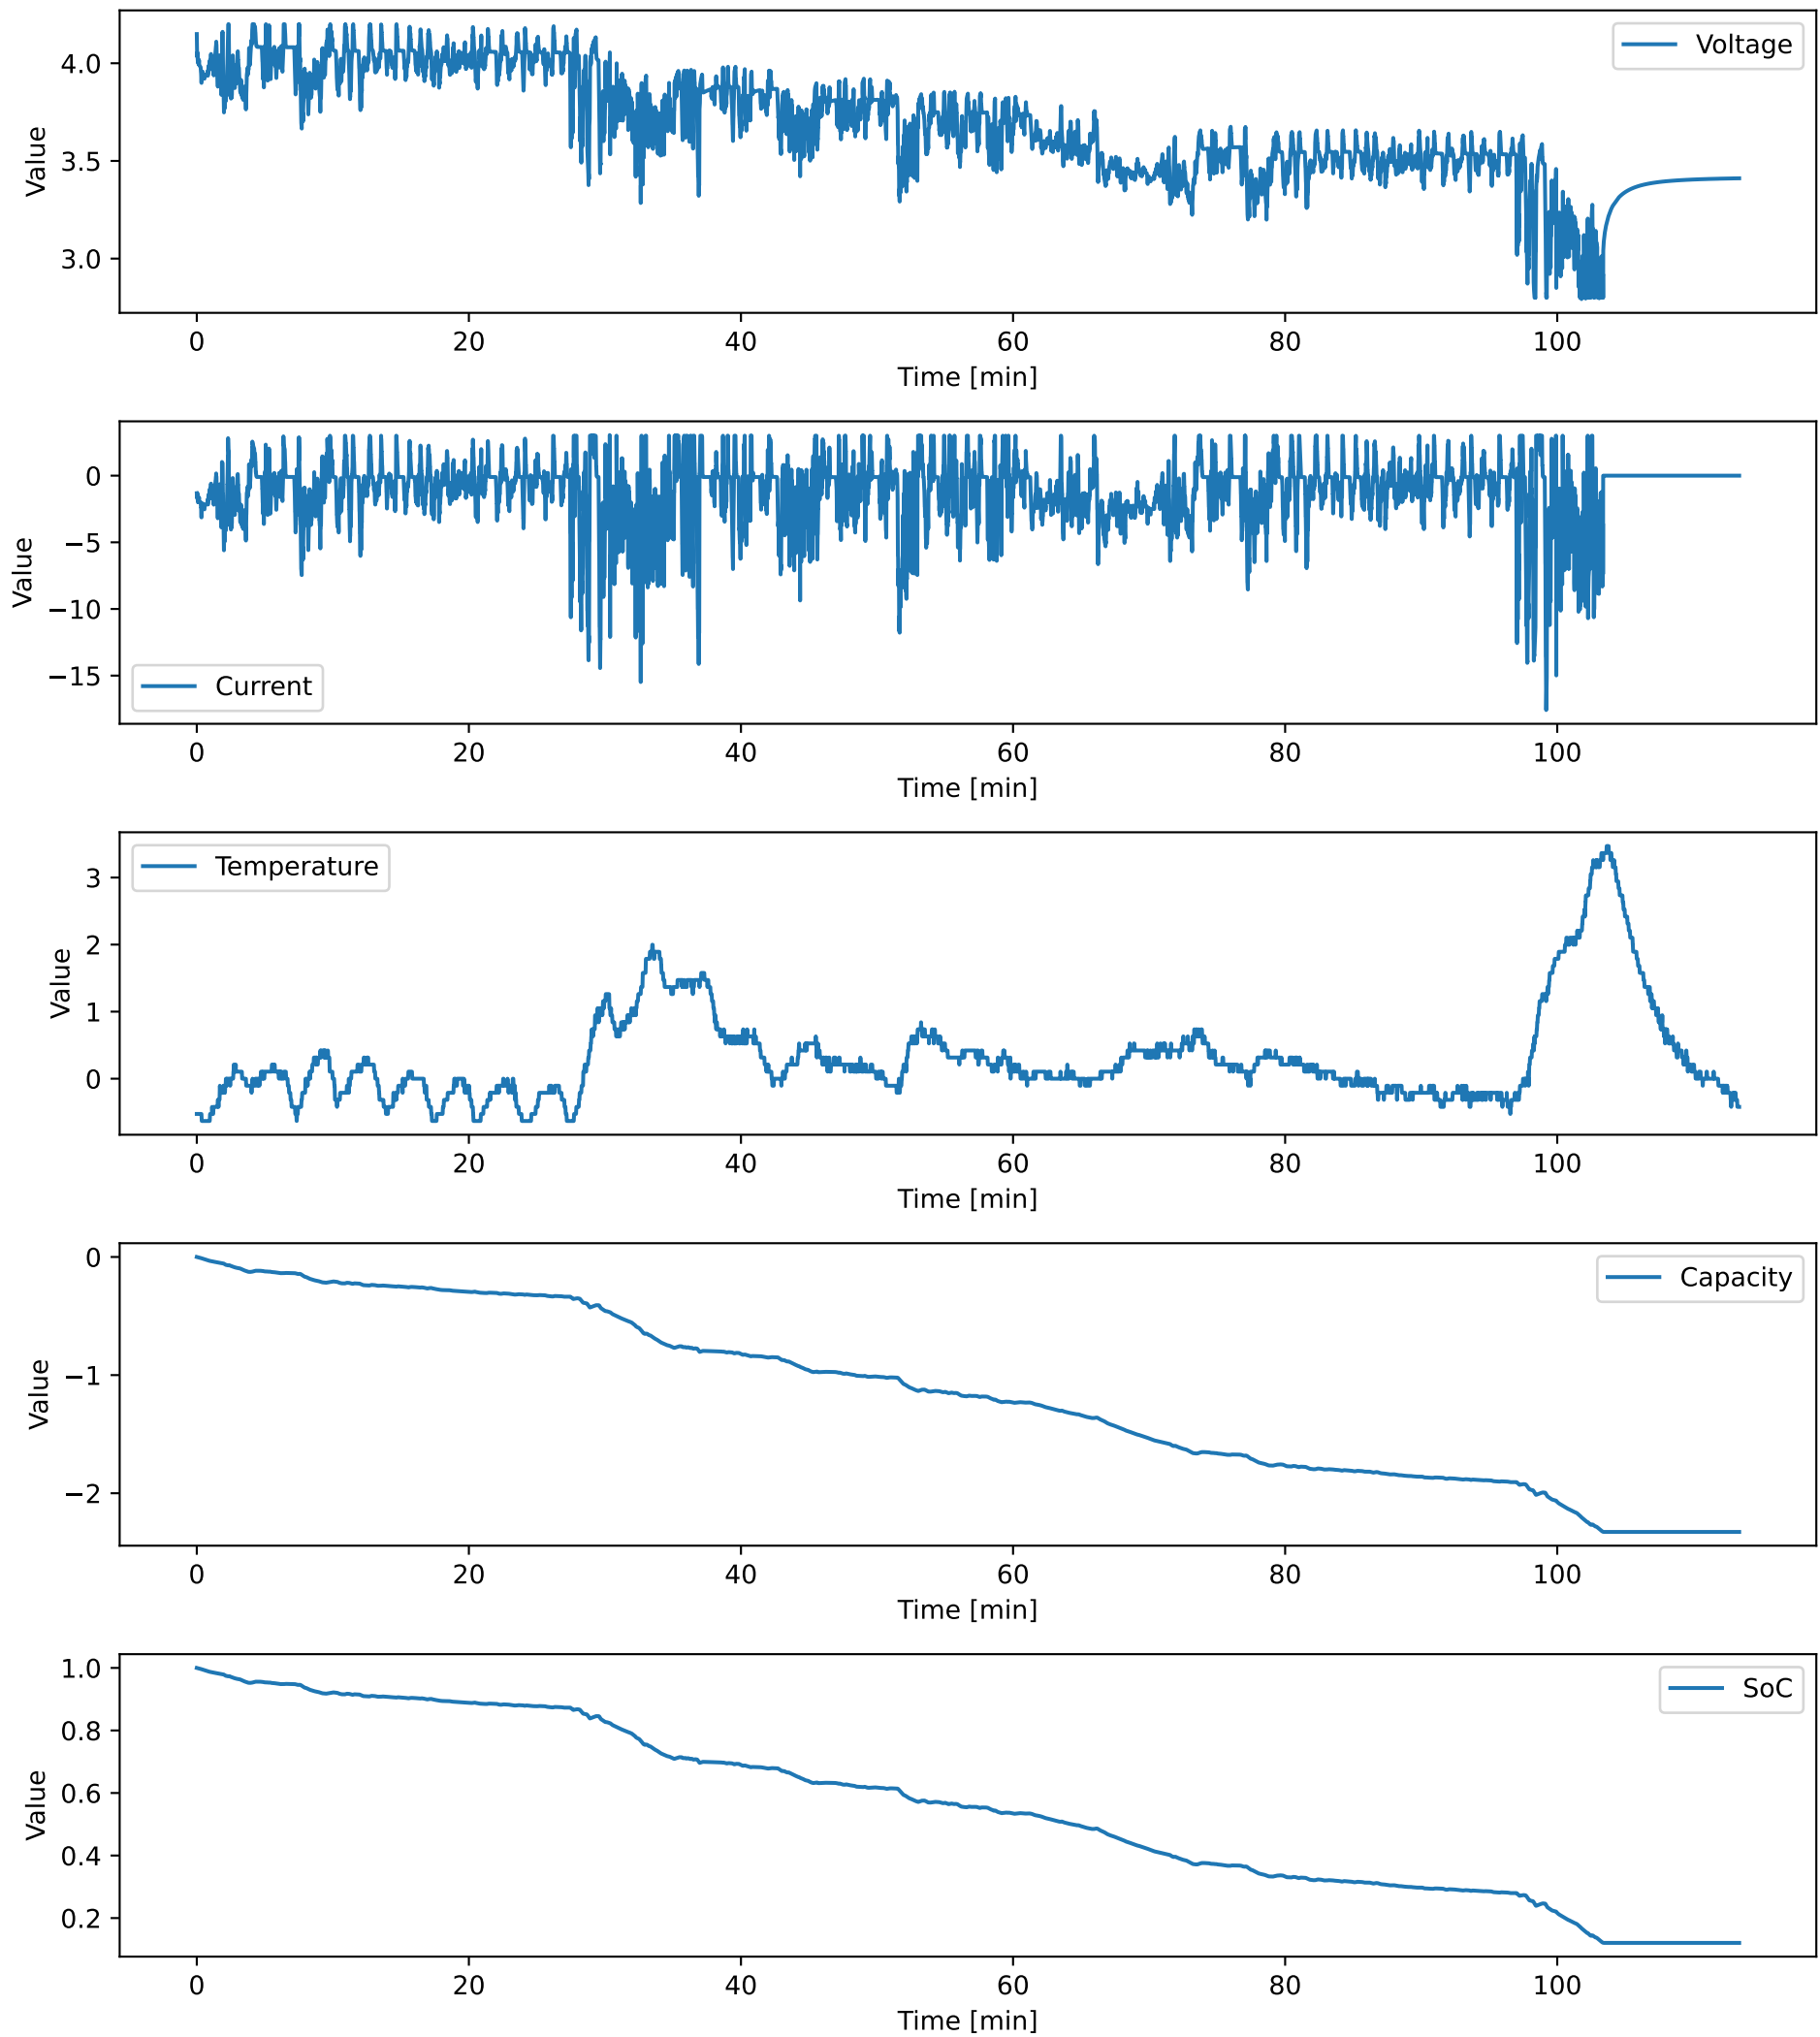 Voltage
4.0
3.5
3.0
Value
0 20 40 60 80 100
Time [min]
Current
0
−5
−10
−15
Value
0 20 40 60 80 100
Time [min]
Temperature
3
2
1
0
Value
0 20 40 60 80 100
Time [min]
Capacity
0
−1
−2
Value
0 20 40 60 80 100
Time [min]
SoC
1.0
0.8
0.6
0.4
0.2
Value
0 20 40 60 80 100
Time [min]